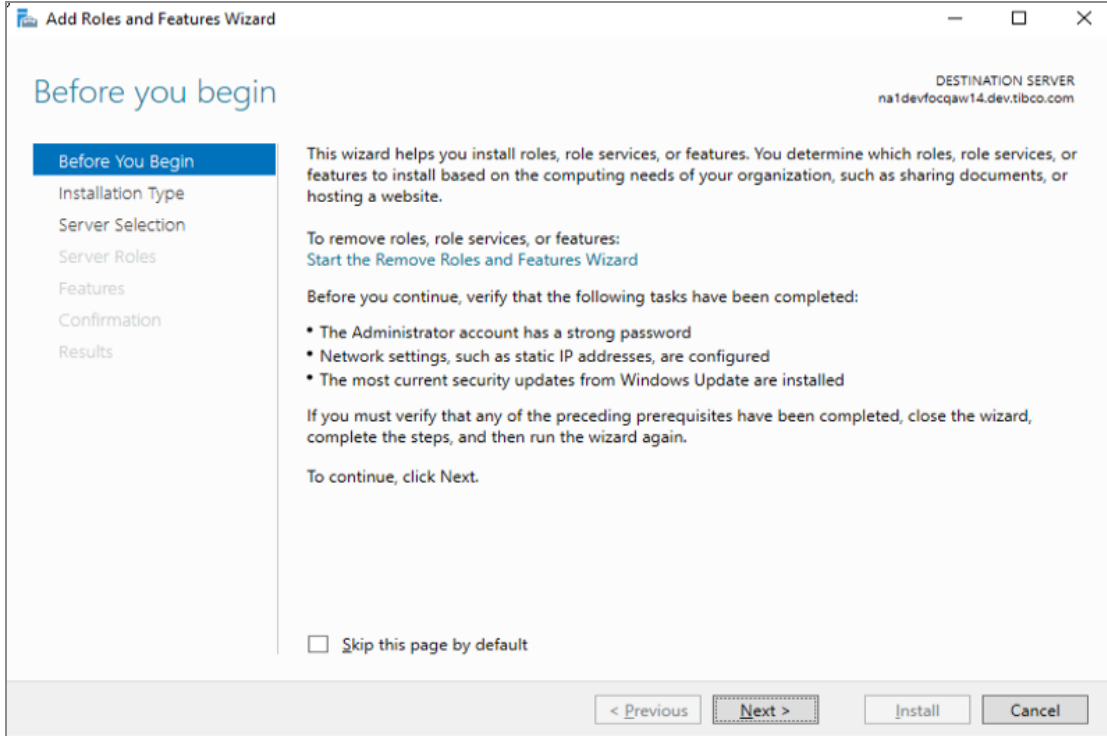 Add Roles and Features Wizard
Before you begin
DESTINATION SERVER
na1devfocqaw14.dev.tibco.com
Before You Begin
Installation Type
Server Selection
Server Roles
Features
Confirmation
Results
This wizard helps you install roles, role services, or features. You determine which roles, role services, or
features to install based on the computing needs of your organization, such as sharing documents, or
hosting a website.
To remove roles, role services, or features:
Start the Remove Roles and Features Wizard
Before you continue, verify that the following tasks have been completed:
• The Administrator account has a strong password
• Network settings, such as static IP addresses, are configured
• The most current security updates from Windows Update are installed
If you must verify that any of the preceding prerequisites have been completed, close the wizard,
complete the steps, and then run the wizard again.
To continue, click Next.
Skip this page by default
< Previous
Next >
Install
Cancel